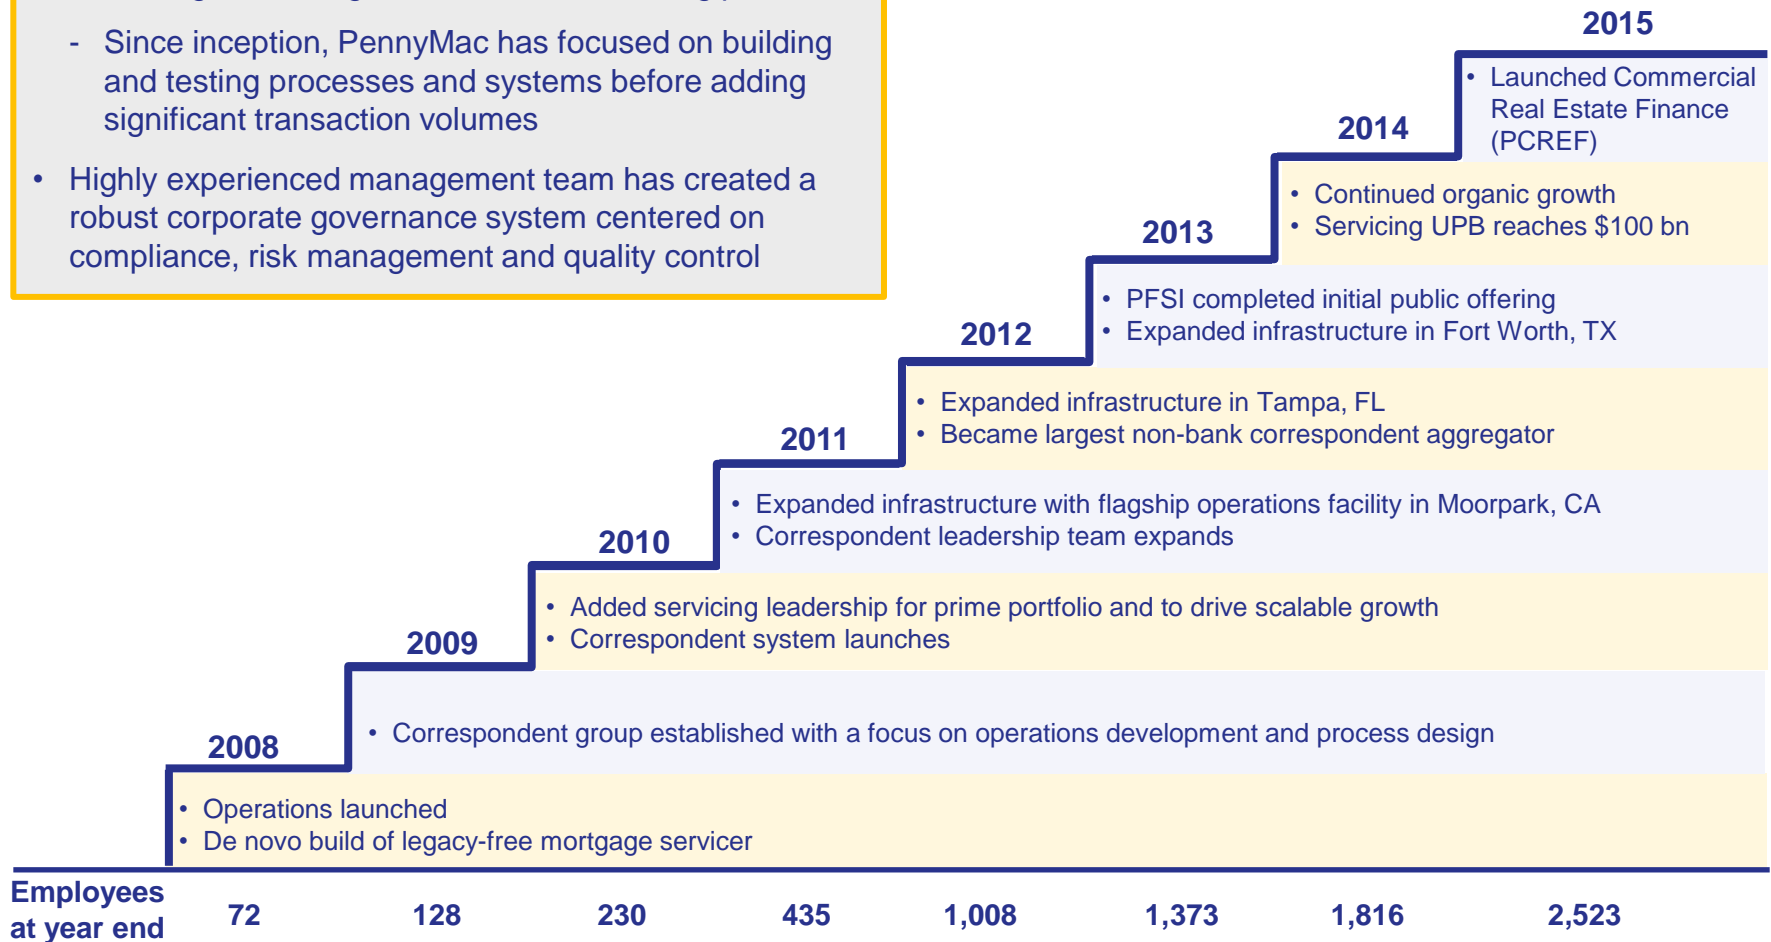 - Since inception, PennyMac has focused on building
and testing processes and systems before adding
significant transaction volumes
• Highly experienced management team has created a
robust corporate governance system centered on
compliance, risk management and quality control
2015
• Launched Commercial
Real Estate Finance
(PCREF)
2014
• Continued organic growth
• Servicing UPB reaches $100 bn
2013
• PFSI completed initial public offering
• Expanded infrastructure in Fort Worth, TX
2012
• Expanded infrastructure in Tampa, FL
• Became largest non-bank correspondent aggregator
2011
• Expanded infrastructure with flagship operations facility in Moorpark, CA
• Correspondent leadership team expands
2010
• Added servicing leadership for prime portfolio and to drive scalable growth
• Correspondent system launches
2009
• Correspondent group established with a focus on operations development and process design
2008
• Operations launched
• De novo build of legacy-free mortgage servicer
Employees
at year end
72 128 230 435 1,008 1,373 1,816 2,523